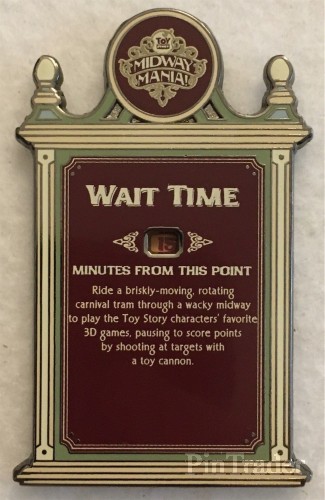 TOY
STORY
MIDWAY
MANIA!
WAIT TIME
15
MINUTES FROM THIS POINT
Ride a briskly-moving, rotating
carnival tram through a wacky midway
to play the Toy Story characters' favorite
3D games, pausing to score points
by shooting at targets with
a toy cannon.
PinTrader